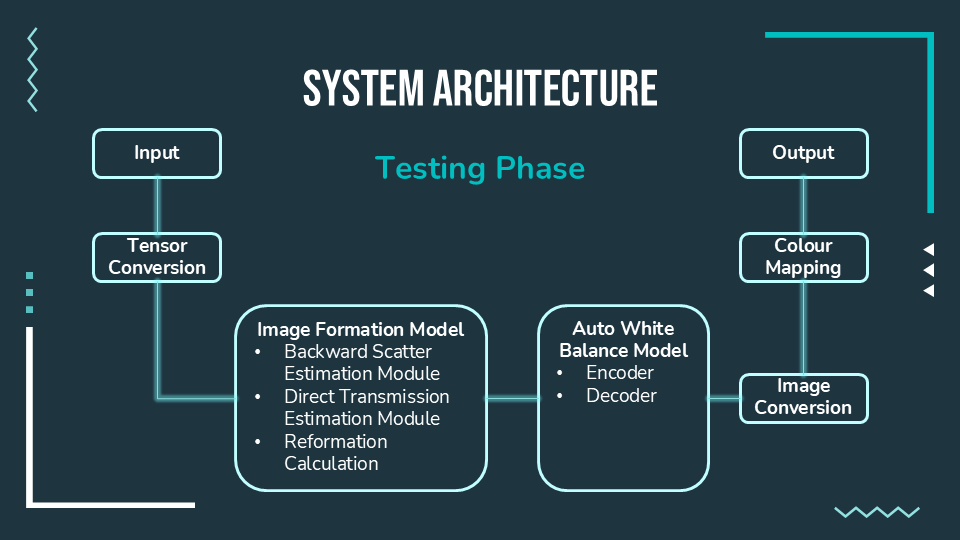 SYSTEM ARCHITECTURE
Testing Phase
Input
Tensor
Conversion
Image Formation Model
• Backward Scatter
Estimation Module
• Direct Transmission
Estimation Module
• Reformation
Calculation
Auto White
Balance Model
• Encoder
• Decoder
Image
Conversion
Colour
Mapping
Output